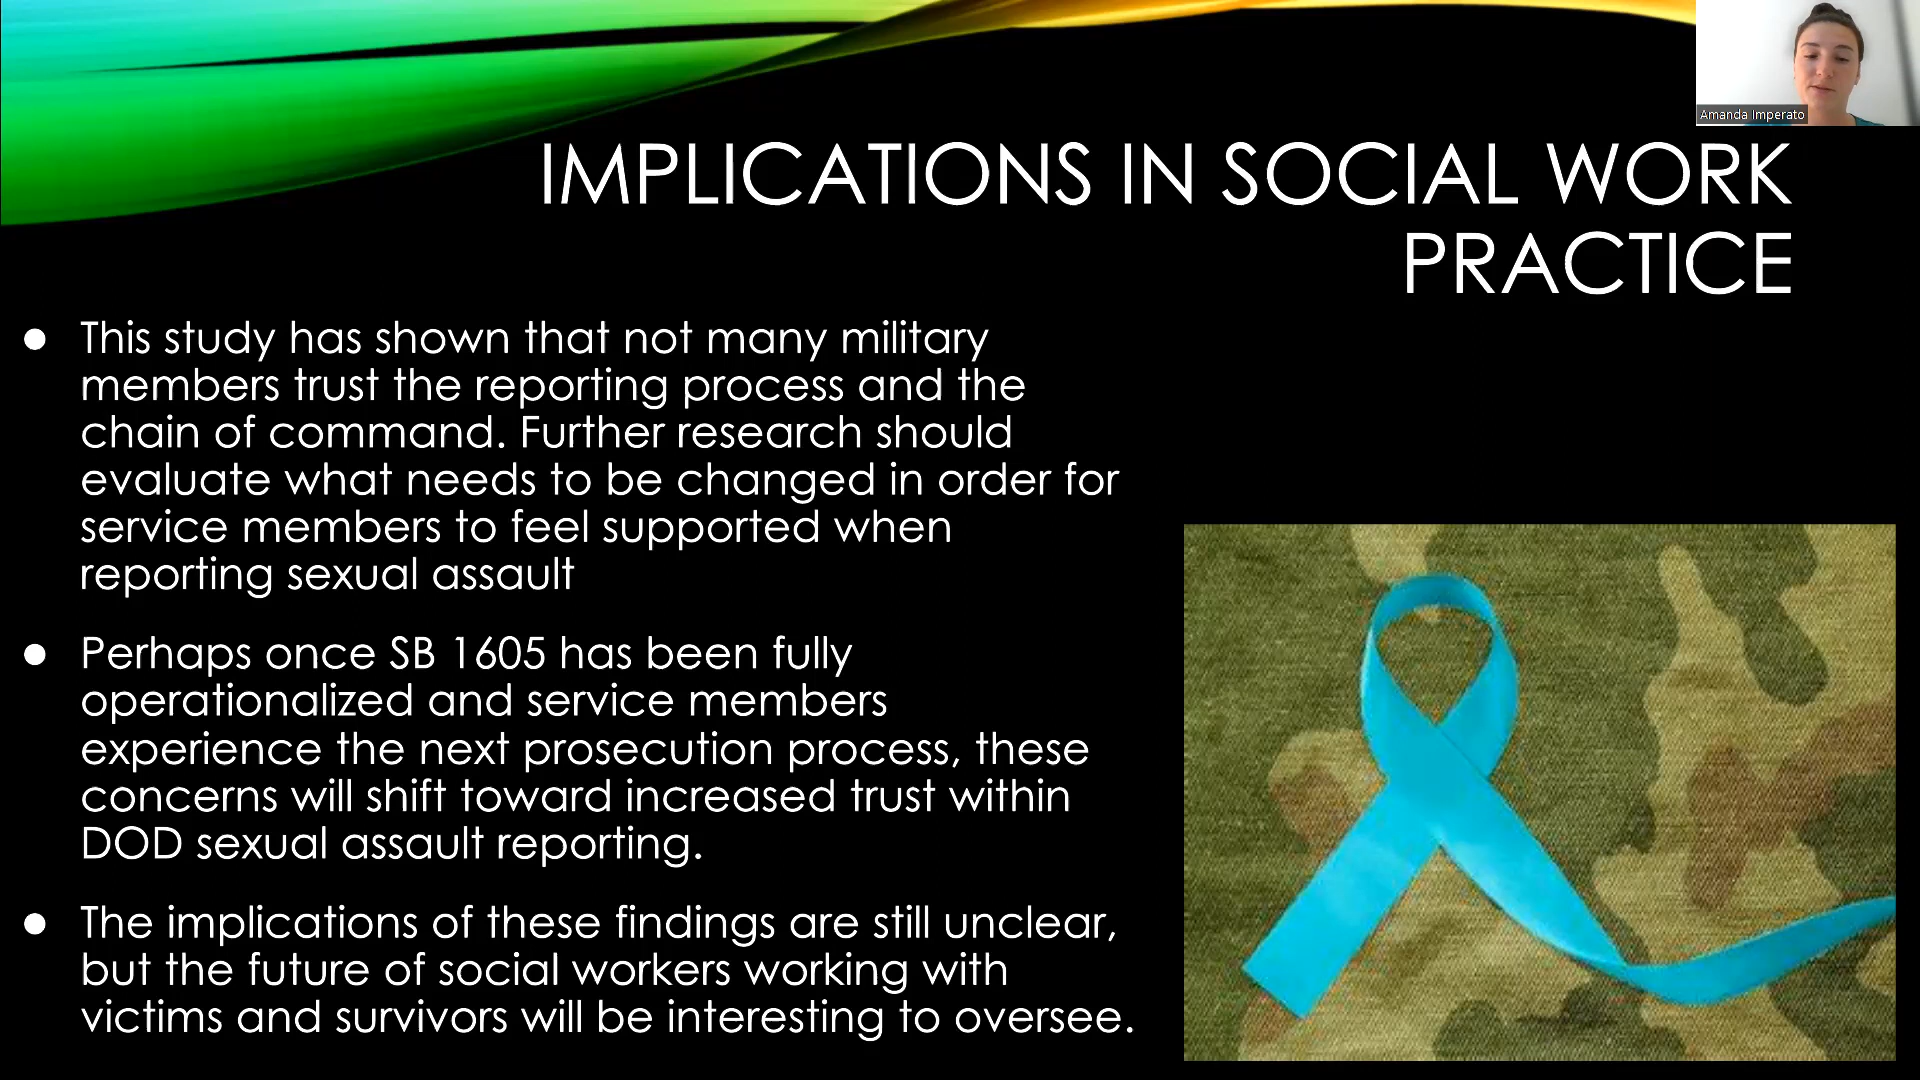 Amanda Imperato
IMPLICATIONS IN SOCIAL WORK
PRACTICE
● This study has shown that not many military
members trust the reporting process and the
chain of command. Further research should
evaluate what needs to be changed in order for
service members to feel supported when
reporting sexual assault
● Perhaps once SB 1605 has been fully
operationalized and service members
experience the next prosecution process, these
concerns will shift toward increased trust within
DOD sexual assault reporting.
● The implications of these findings are still unclear,
but the future of social workers working with
victims and survivors will be interesting to oversee.